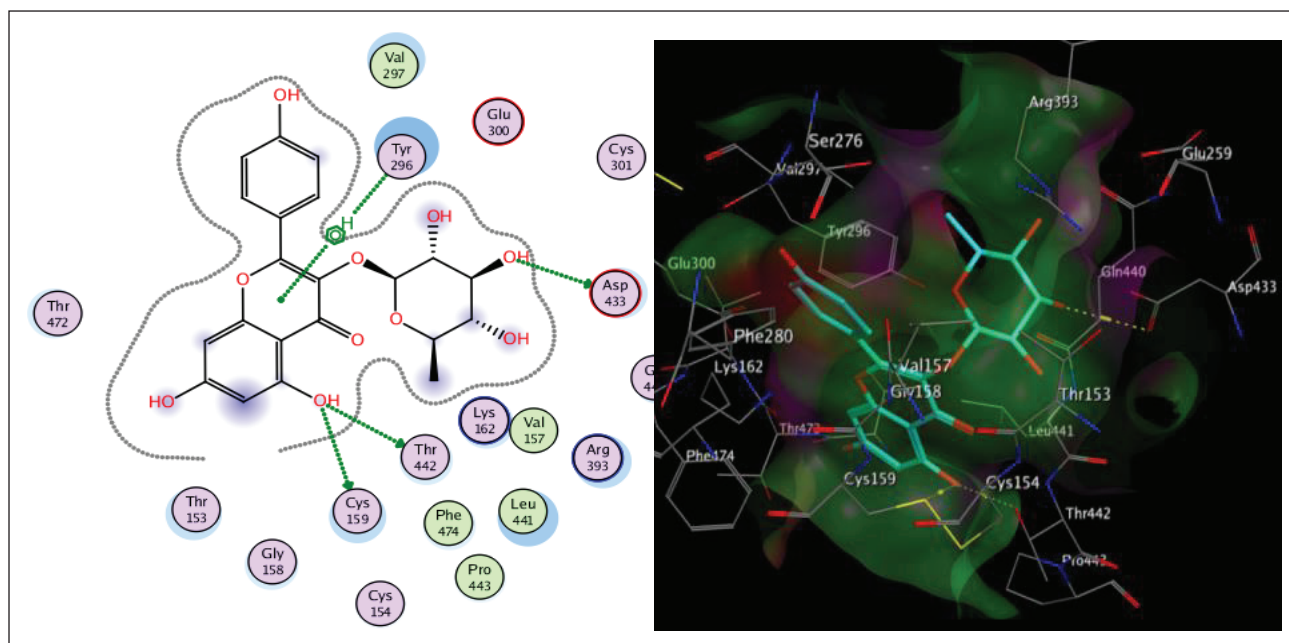 Val
297
OH
Glu
300
Tyr
296
Cys
301
H
OH
O
O
OH
Asp
433
Thr
472
O
O
OH
HO
OH
Lys
162
Val
157
Thr
442
Arg
393
Thr
153
Cys
159
Phe
474
Leu
441
Gly
158
Pro
443
Cys
154
Arg393
Ser276
Glu259
Val297
Tyr296
Glu300
Gln440
Asp433
Phe280
Lys162
Val157
Gly158
Thr153
Leu441
Phe474
Cys159
Cys154
Thr442
Pro443